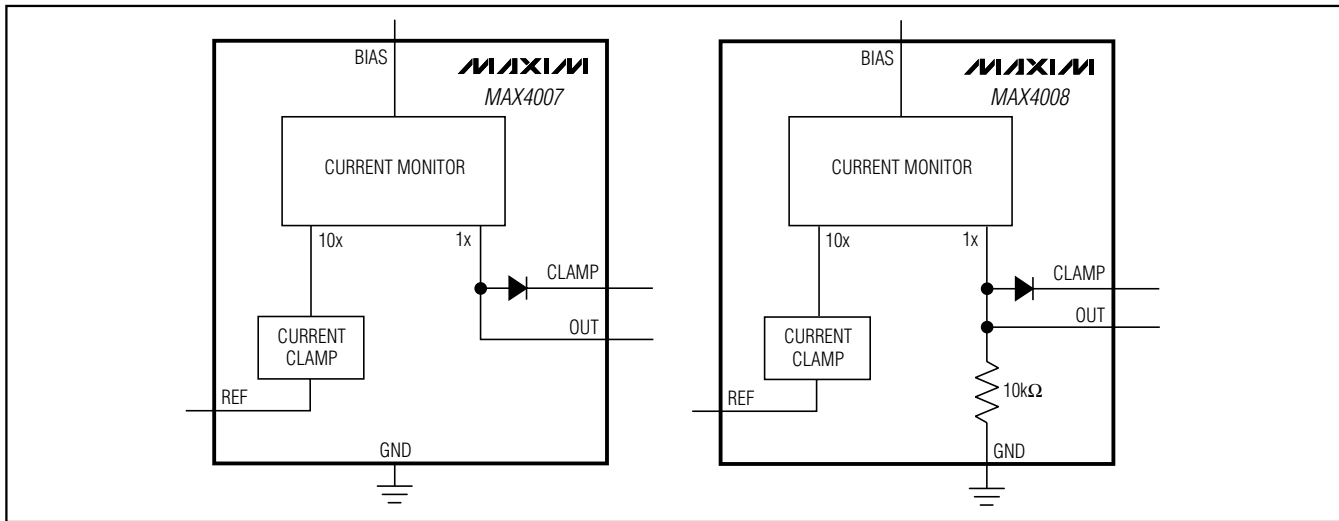 BIAS
MAXIM
MAX4007
CURRENT MONITOR
10x
1x
CLAMP
OUT
CURRENT
CLAMP
REF
GND
BIAS
MAXIM
MAX4008
CURRENT MONITOR
10x
1x
CLAMP
OUT
CURRENT
CLAMP
REF
10kΩ
GND